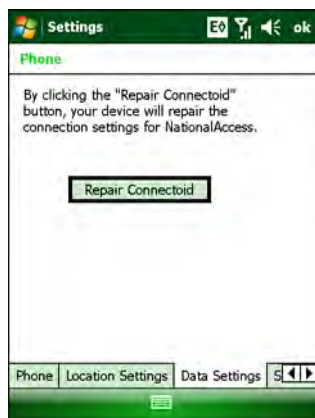 Settings
EV
ok
Phone
By clicking the "Repair Connectoid"
button, your device will repair the
connection settings for NationalAccess.
Repair Connectoid
Phone Location Settings Data Settings S